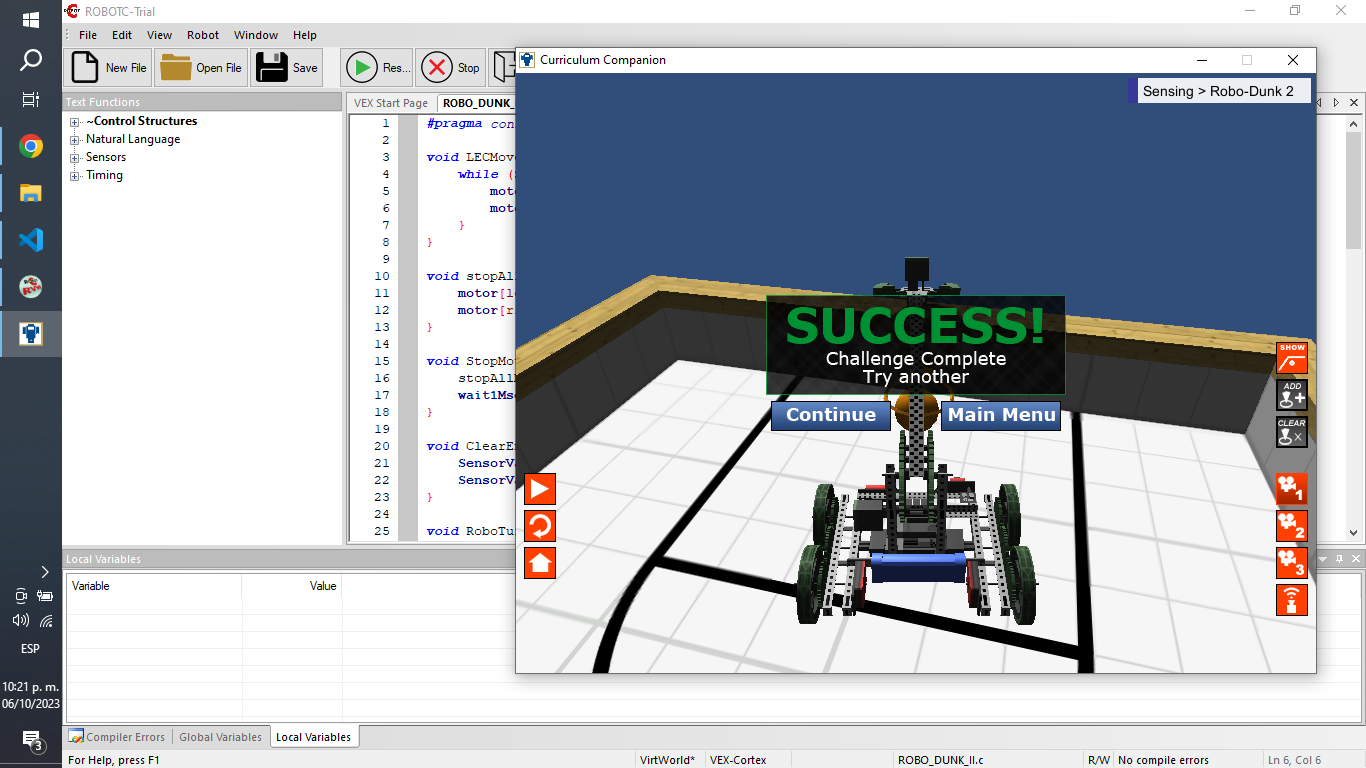 ROBOTC-Trial
File Edit View Robot Window Help
New File
Open File
Save
Res...
Stop
Text Functions
~Control Structures
Natural Language
Sensors
Timing
VEX Start Page
ROBO_DUNK_
1 #pragma con
2
3 void LECMov
4 while (
5 mot
6 mot
7 }
8 }
9
10 void stopAl
11 motor[l
12 motor[r
13 }
14
15 void StopMo
16 stopAll
17 wait1Ms
18 }
19
20 void ClearE
21 SensorV
22 SensorV
23 }
24
25 void RoboTu
Curriculum Companion
Sensing > Robo-Dunk 2
SUCCESS!
Challenge Complete
Try another
Continue
Main Menu
SHOW
ADD
CLEAR
1
2
3
Local Variables
Variable Value
Compiler Errors
Global Variables
Local Variables
For Help, press F1
VirtWorld*
VEX-Cortex
ROBO_DUNK_II.c
R/W
No compile errors
Ln 6, Col 6
ESP
10:21 p. m.
06/10/2023
3